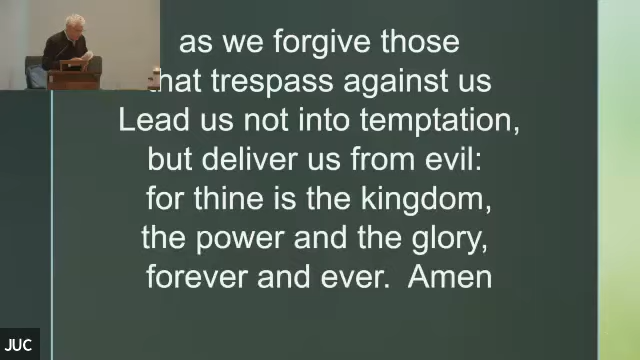 as we forgive those
that trespass against us
Lead us not into temptation,
but deliver us from evil:
for thine is the kingdom,
the power and the glory,
forever and ever. Amen
JUC